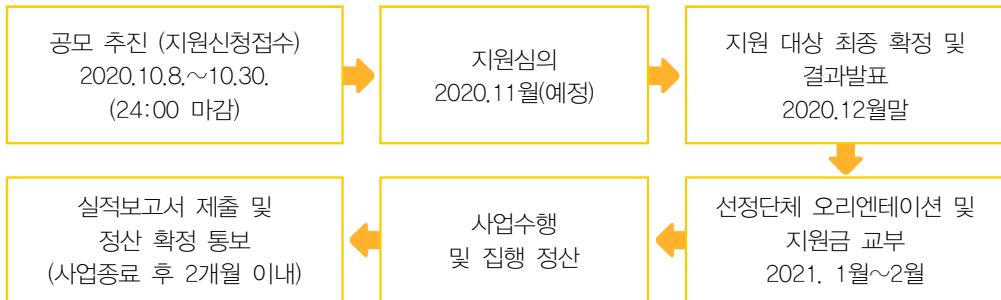 공모 추진 (지원신청접수)
2020.10.8.~10.30.
(24:00 마감)
지원심의
2020.11월(예정)
지원 대상 최종 확정 및
결과발표
2020.12월말
선정단체 오리엔테이션 및
지원금 교부
2021. 1월~2월
사업수행
및 집행 정산
실적보고서 제출 및
정산 확정 통보
(사업종료 후 2개월 이내)